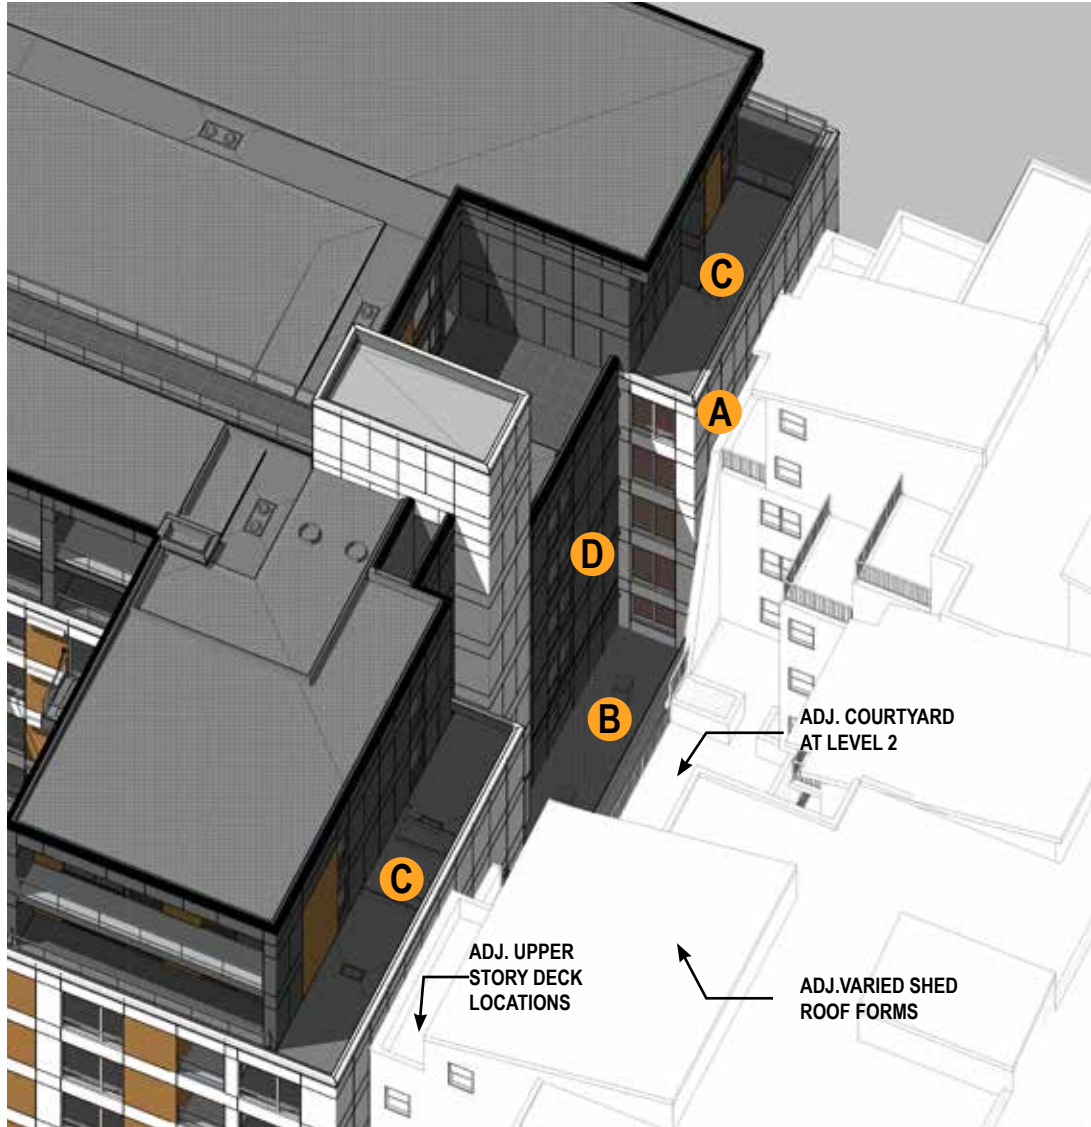 C
A
D
B
ADJ. COURTYARD
AT LEVEL 2
C
ADJ. UPPER
STORY DECK
LOCATIONS
ADJ.VARIED SHED
ROOF FORMS